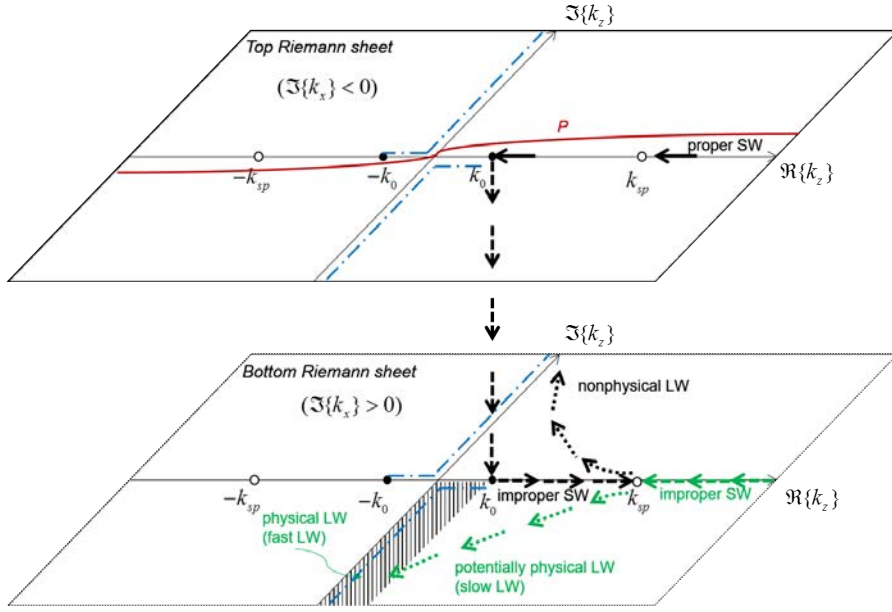 ℑ{k_z}
Top Riemann sheet
(ℑ{k_x} < 0)
P
proper SW
−k_sp
−k_0
k_0
k_sp
ℜ{k_z}
ℑ{k_z}
Bottom Riemann sheet
(ℑ{k_x} > 0)
nonphysical LW
−k_sp
−k_0
k_0
improper SW
k_sp
improper SW
ℜ{k_z}
physical LW
(fast LW)
potentially physical LW
(slow LW)